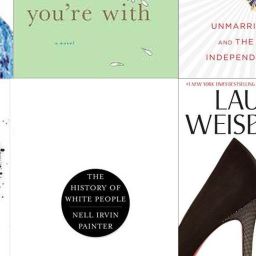 you're with
a novel
UNMARRI
AND THE
INDEPEND
#1 NEW YORK TIMES BESTSELLING
LAU
WEISB
THE
HISTORY OF
WHITE PEOPLE
NELL IRVIN
PAINTER